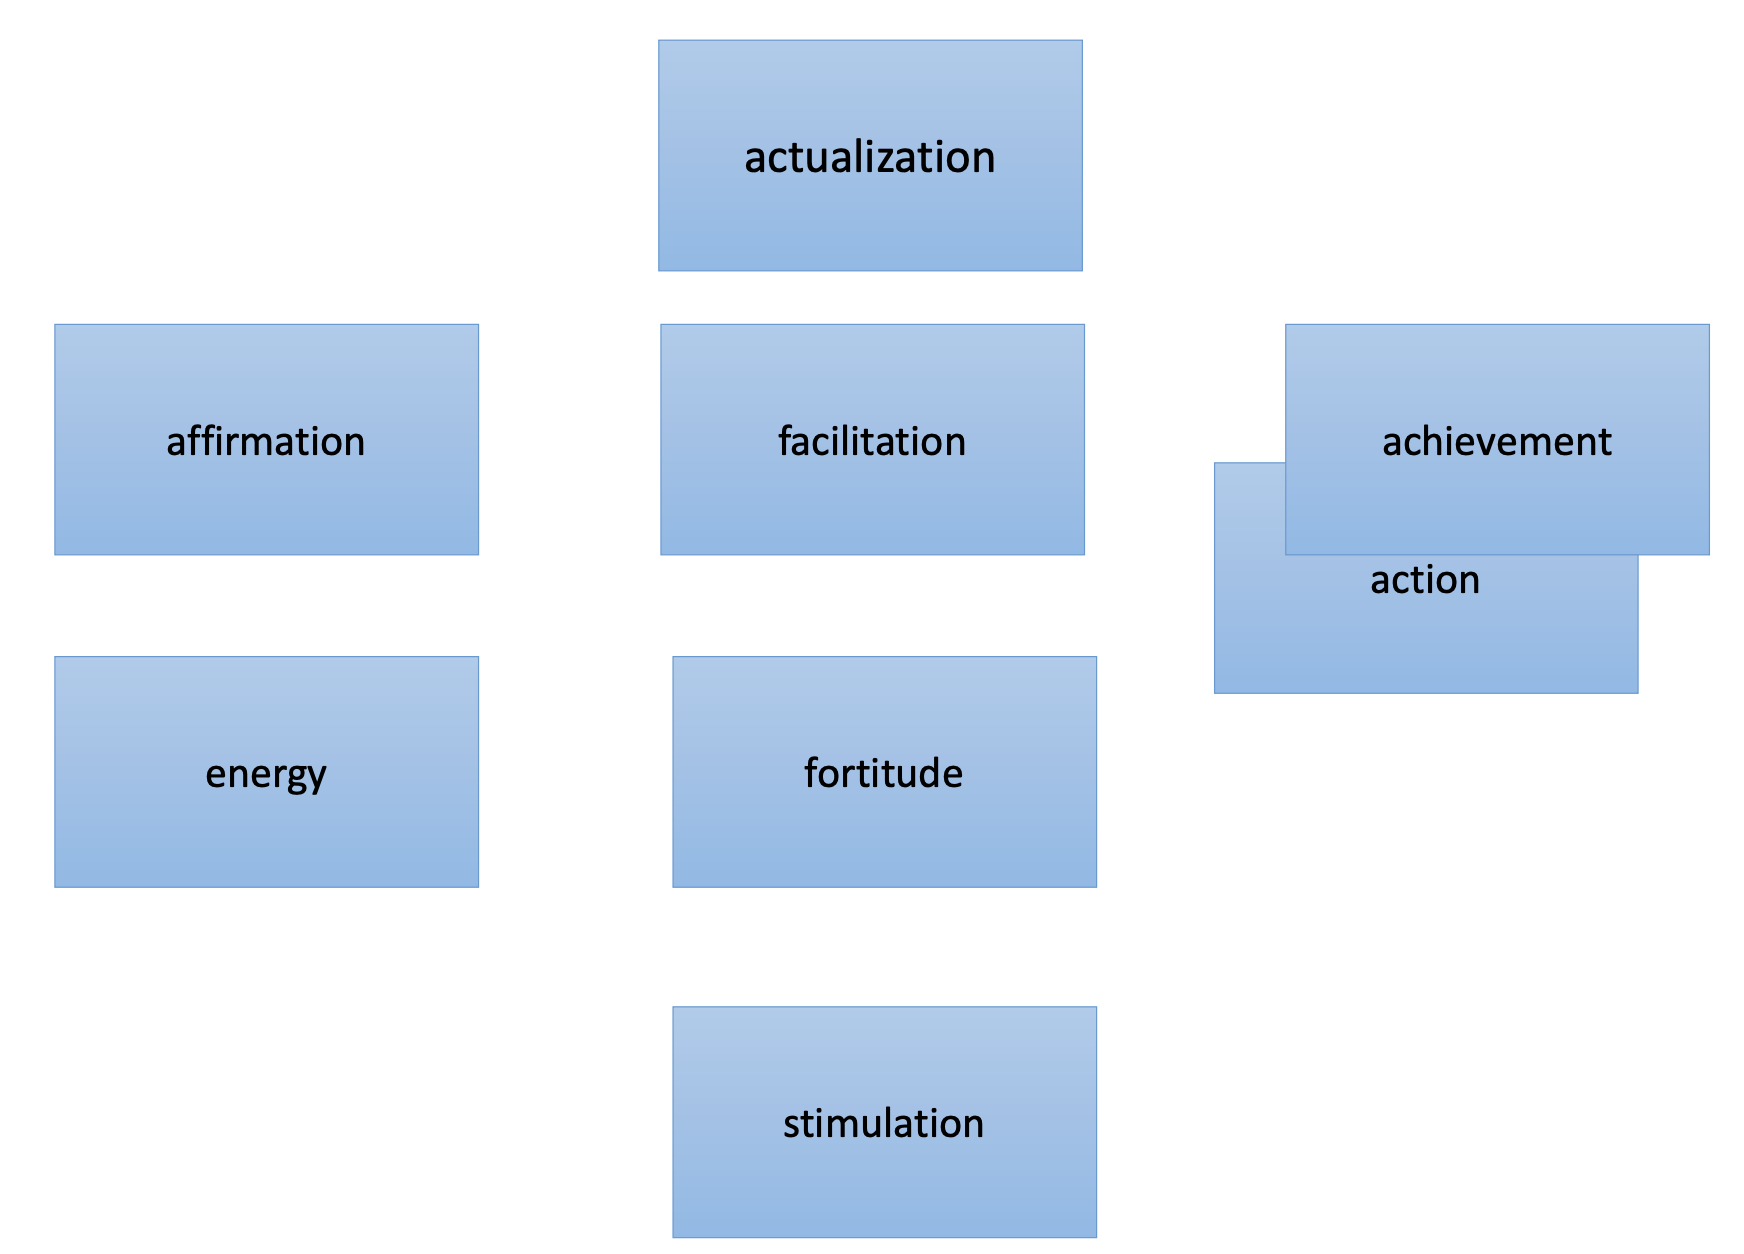 actualization
affirmation
facilitation
achievement
action
energy
fortitude
stimulation